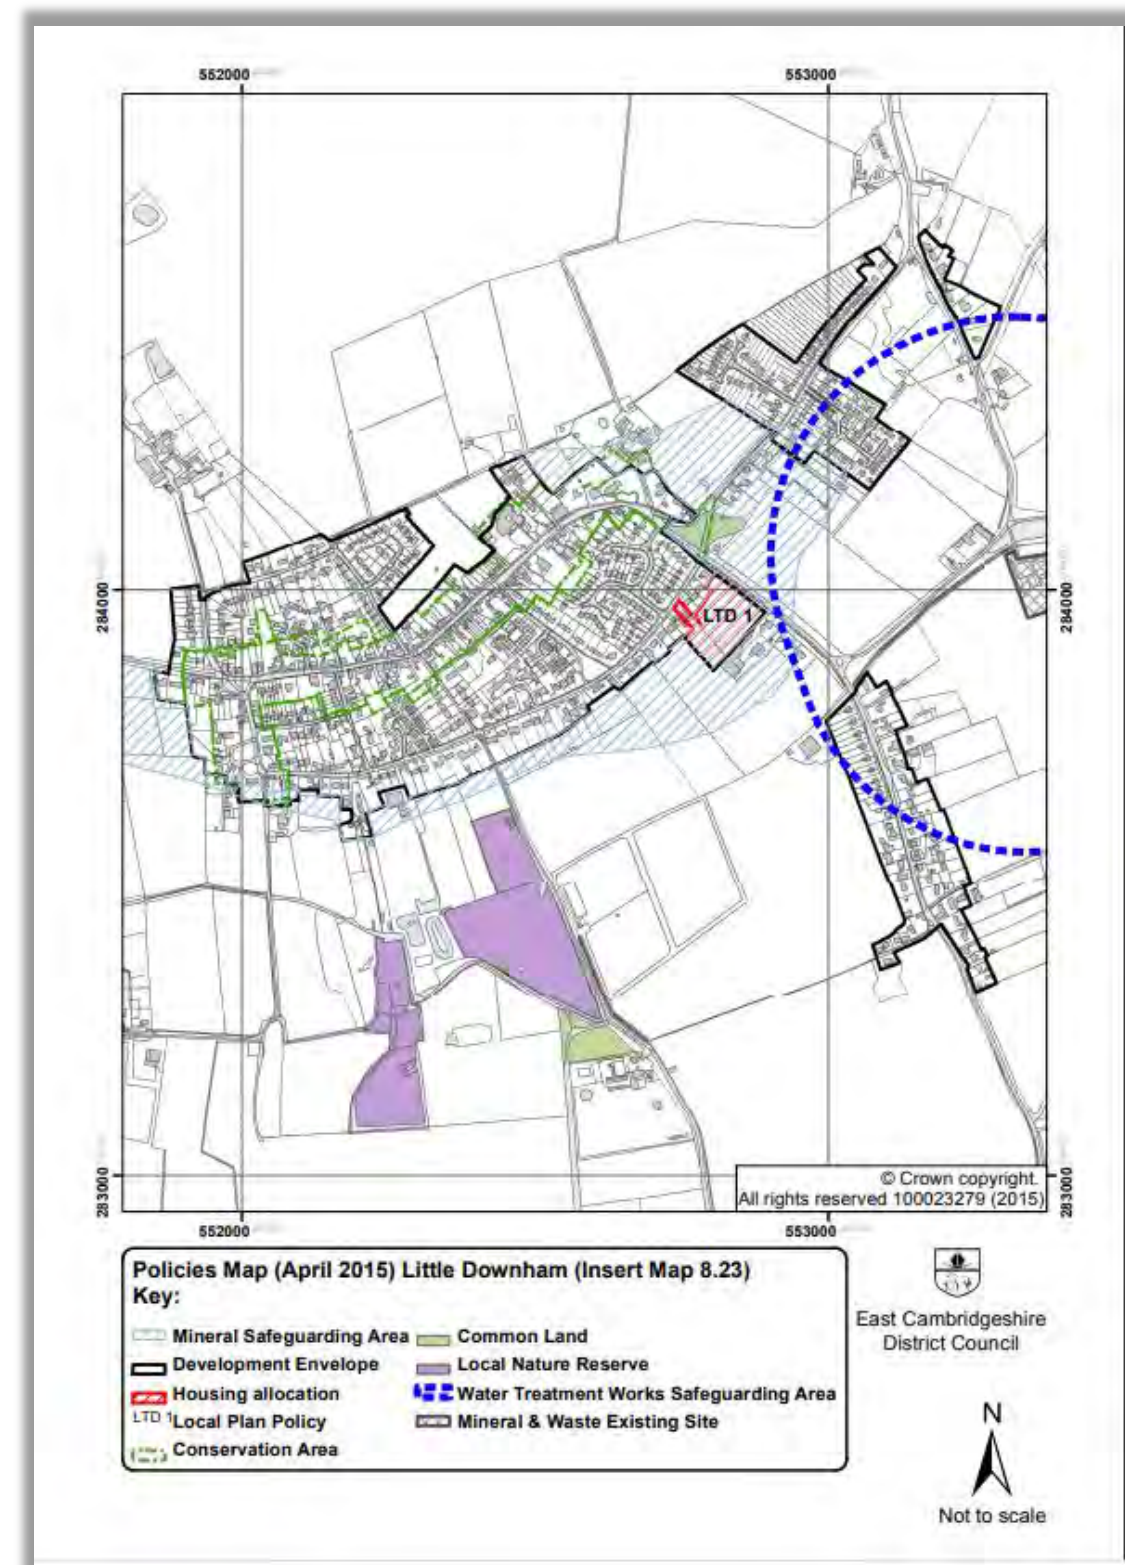 552000
553000
284000
284000
LTD 1
283000
283000
© Crown copyright.
All rights reserved 100023279 (2015)
552000
553000
Policies Map (April 2015) Little Downham (Insert Map 8.23)
Key:
Mineral Safeguarding Area
Common Land
Development Envelope
Local Nature Reserve
Housing allocation
Water Treatment Works Safeguarding Area
LTD 1 Local Plan Policy
Mineral & Waste Existing Site
Conservation Area
East Cambridgeshire
District Council
N
Not to scale